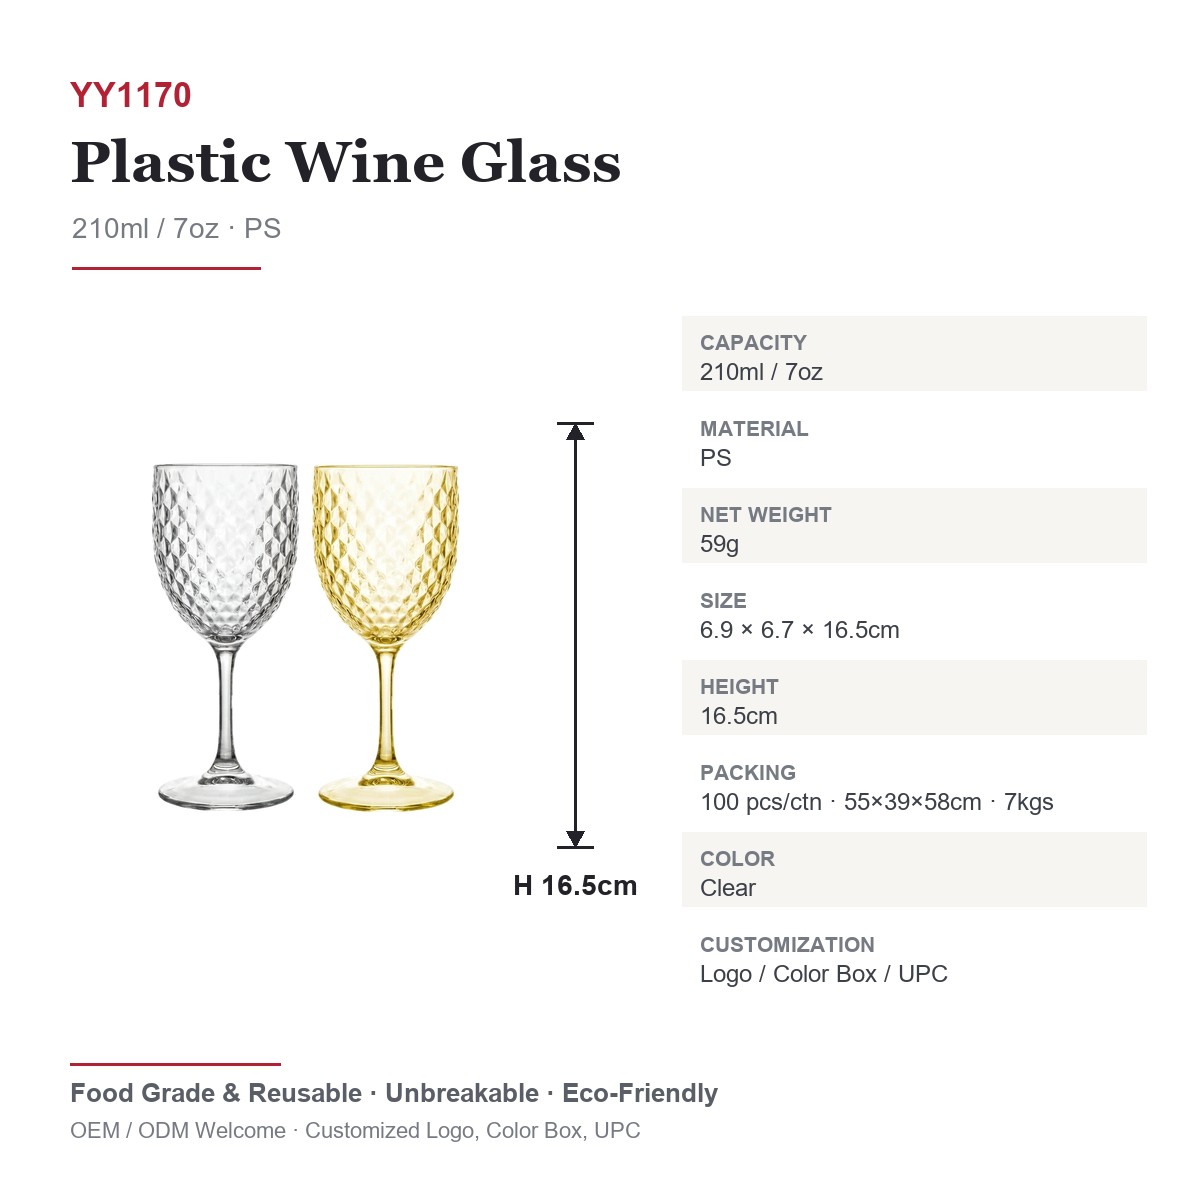 YY1170
Plastic Wine Glass
210ml / 7oz · PS
CAPACITY
210ml / 7oz
MATERIAL
PS
NET WEIGHT
59g
SIZE
6.9 × 6.7 × 16.5cm
HEIGHT
16.5cm
PACKING
100 pcs/ctn · 55×39×58cm · 7kgs
COLOR
Clear
CUSTOMIZATION
Logo / Color Box / UPC
H 16.5cm
Food Grade & Reusable · Unbreakable · Eco-Friendly
OEM / ODM Welcome · Customized Logo, Color Box, UPC